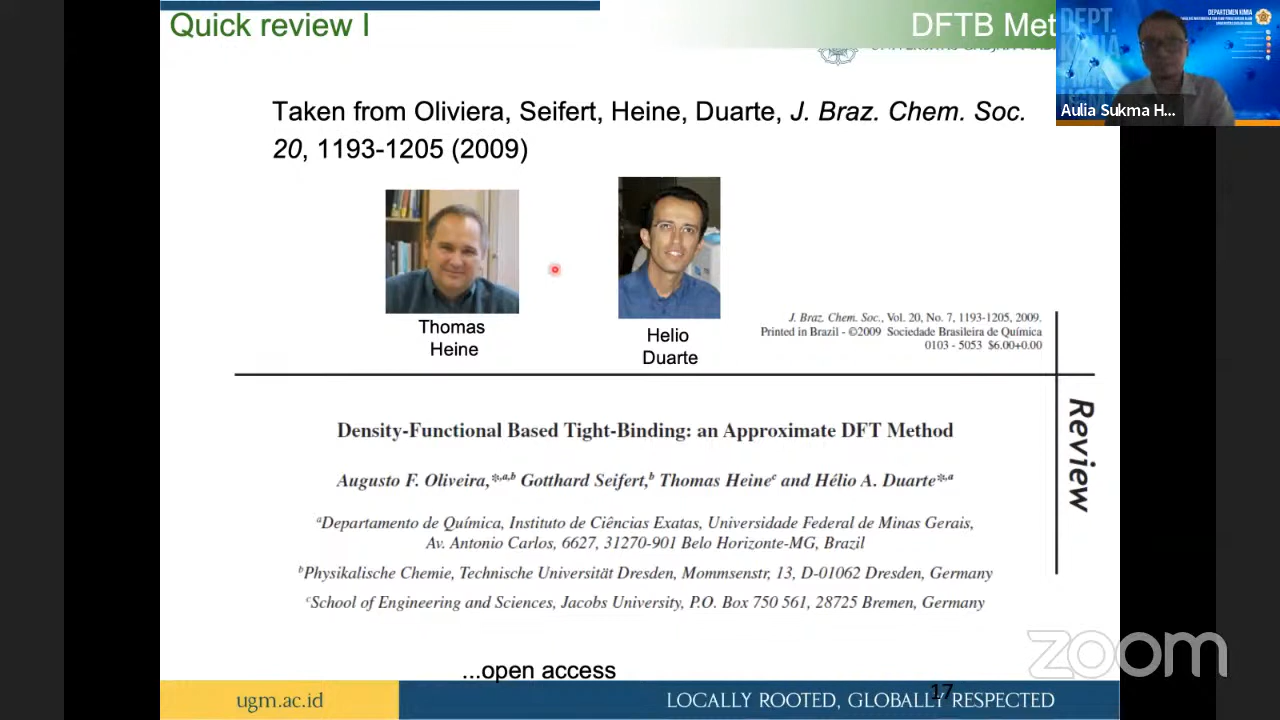 Quick review I
DFTB Met
DEPT.
DEPARTEMEN KIMIA
Aulia Sukma H...
Taken from Oliviera, Seifert, Heine, Duarte, J. Braz. Chem. Soc.
20, 1193-1205 (2009)
Thomas
Heine
Helio
Duarte
J. Braz. Chem. Soc., Vol. 20, No. 7, 1193-1205, 2009.
Printed in Brazil - ©2009 Sociedade Brasileira de Química
0103 - 5053 $6.00+0.00
Review
Density-Functional Based Tight-Binding: an Approximate DFT Method
Augusto F. Oliveira,*,a,b Gotthard Seifert,b Thomas Heinec and Hélio A. Duarte*,a
aDepartamento de Química, Instituto de Ciências Exatas, Universidade Federal de Minas Gerais,
Av. Antonio Carlos, 6627, 31270-901 Belo Horizonte-MG, Brazil
bPhysikalische Chemie, Technische Universität Dresden, Mommsenstr, 13, D-01062 Dresden, Germany
cSchool of Engineering and Sciences, Jacobs University, P.O. Box 750 561, 28725 Bremen, Germany
zoom
...open access
ugm.ac.id
LOCALLY ROOTED, GLOBALLY RESPECTED
17